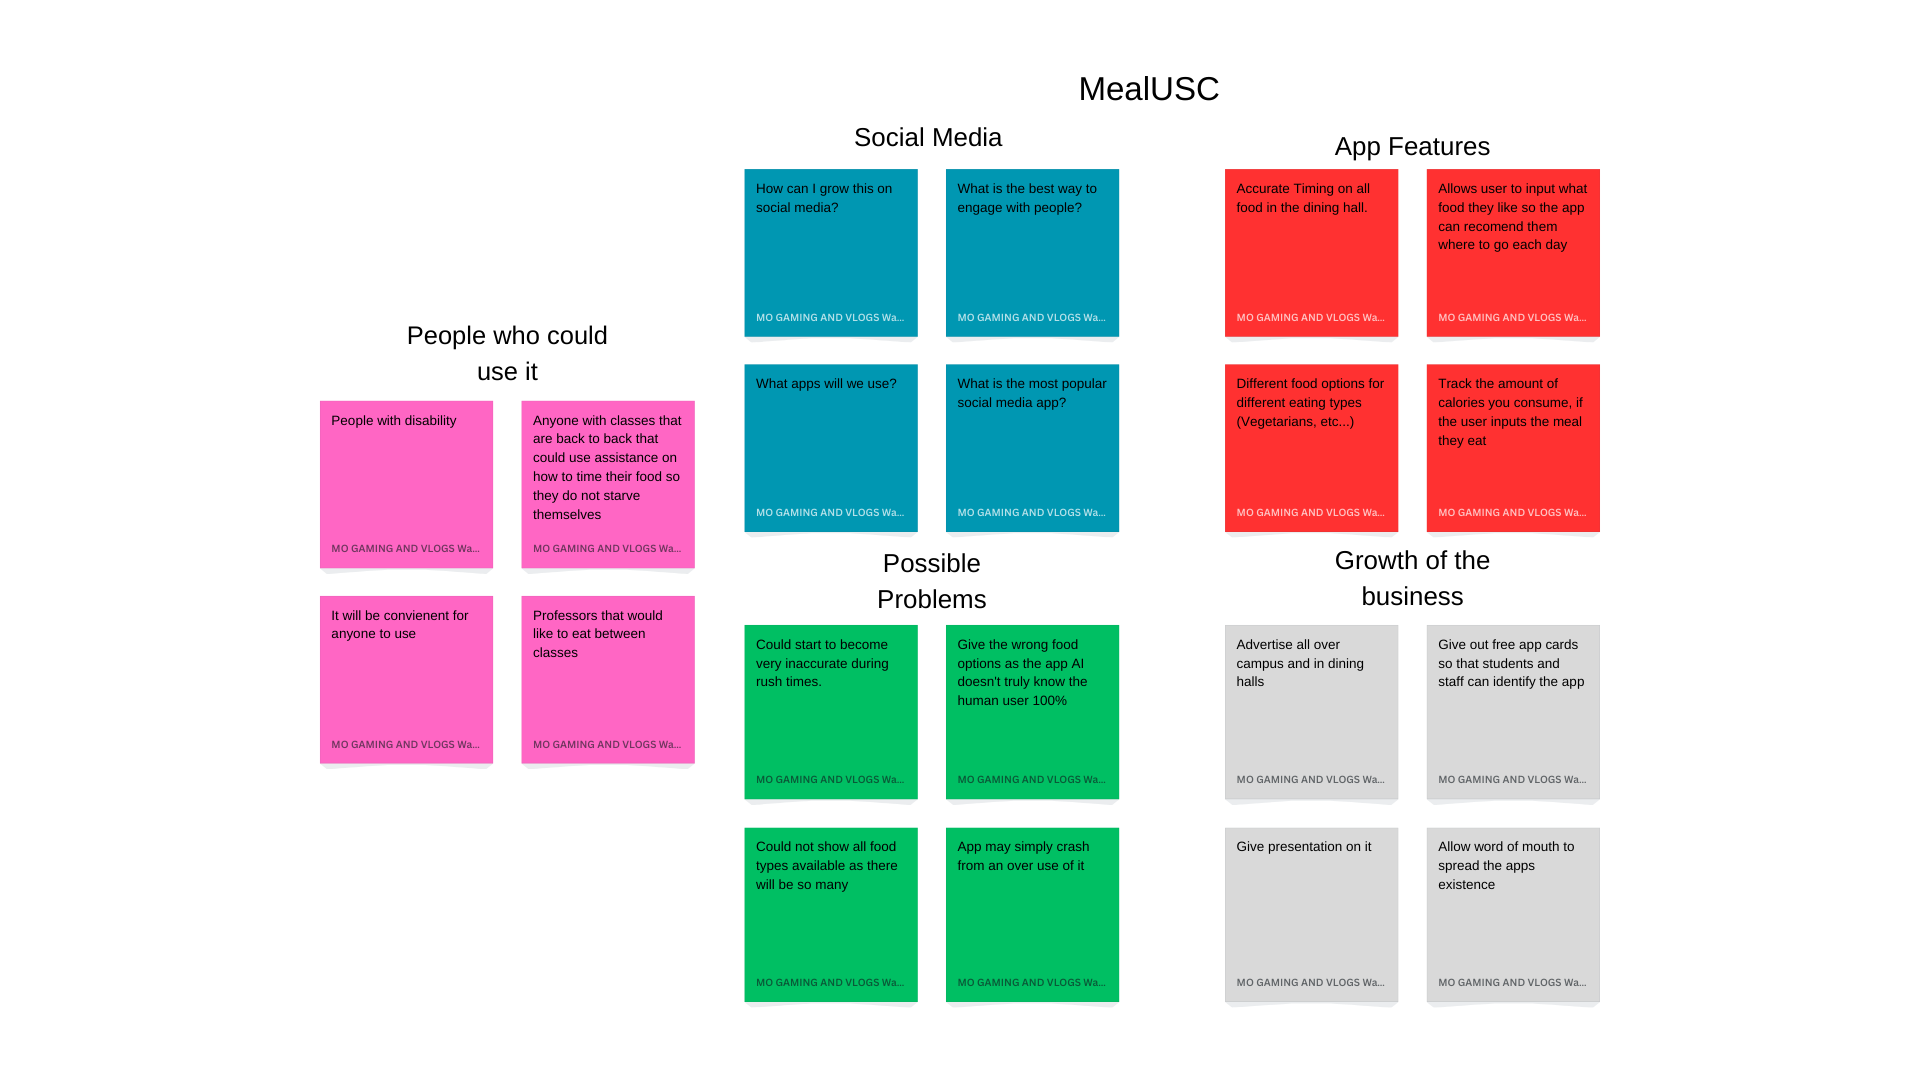 MealUSC
Social Media
How can I grow this on
social media?
MO GAMING AND VLOGS Wa...
What is the best way to
engage with people?
MO GAMING AND VLOGS Wa...
What apps will we use?
MO GAMING AND VLOGS Wa...
What is the most popular
social media app?
MO GAMING AND VLOGS Wa...
App Features
Accurate Timing on all
food in the dining hall.
MO GAMING AND VLOGS Wa...
Allows user to input what
food they like so the app
can recomend them
where to go each day
MO GAMING AND VLOGS Wa...
Different food options for
different eating types
(Vegetarians, etc...)
MO GAMING AND VLOGS Wa...
Track the amount of
calories you consume, if
the user inputs the meal
they eat
MO GAMING AND VLOGS Wa...
People who could
use it
People with disability
MO GAMING AND VLOGS Wa...
Anyone with classes that
are back to back that
could use assistance on
how to time their food so
they do not starve
themselves
MO GAMING AND VLOGS Wa...
It will be convienent for
anyone to use
MO GAMING AND VLOGS Wa...
Professors that would
like to eat between
classes
MO GAMING AND VLOGS Wa...
Possible
Problems
Could start to become
very inaccurate during
rush times.
MO GAMING AND VLOGS Wa...
Give the wrong food
options as the app AI
doesn't truly know the
human user 100%
MO GAMING AND VLOGS Wa...
Could not show all food
types available as there
will be so many
MO GAMING AND VLOGS Wa...
App may simply crash
from an over use of it
MO GAMING AND VLOGS Wa...
Growth of the
business
Advertise all over
campus and in dining
halls
MO GAMING AND VLOGS Wa...
Give out free app cards
so that students and
staff can identify the app
MO GAMING AND VLOGS Wa...
Give presentation on it
MO GAMING AND VLOGS Wa...
Allow word of mouth to
spread the apps
existence
MO GAMING AND VLOGS Wa...